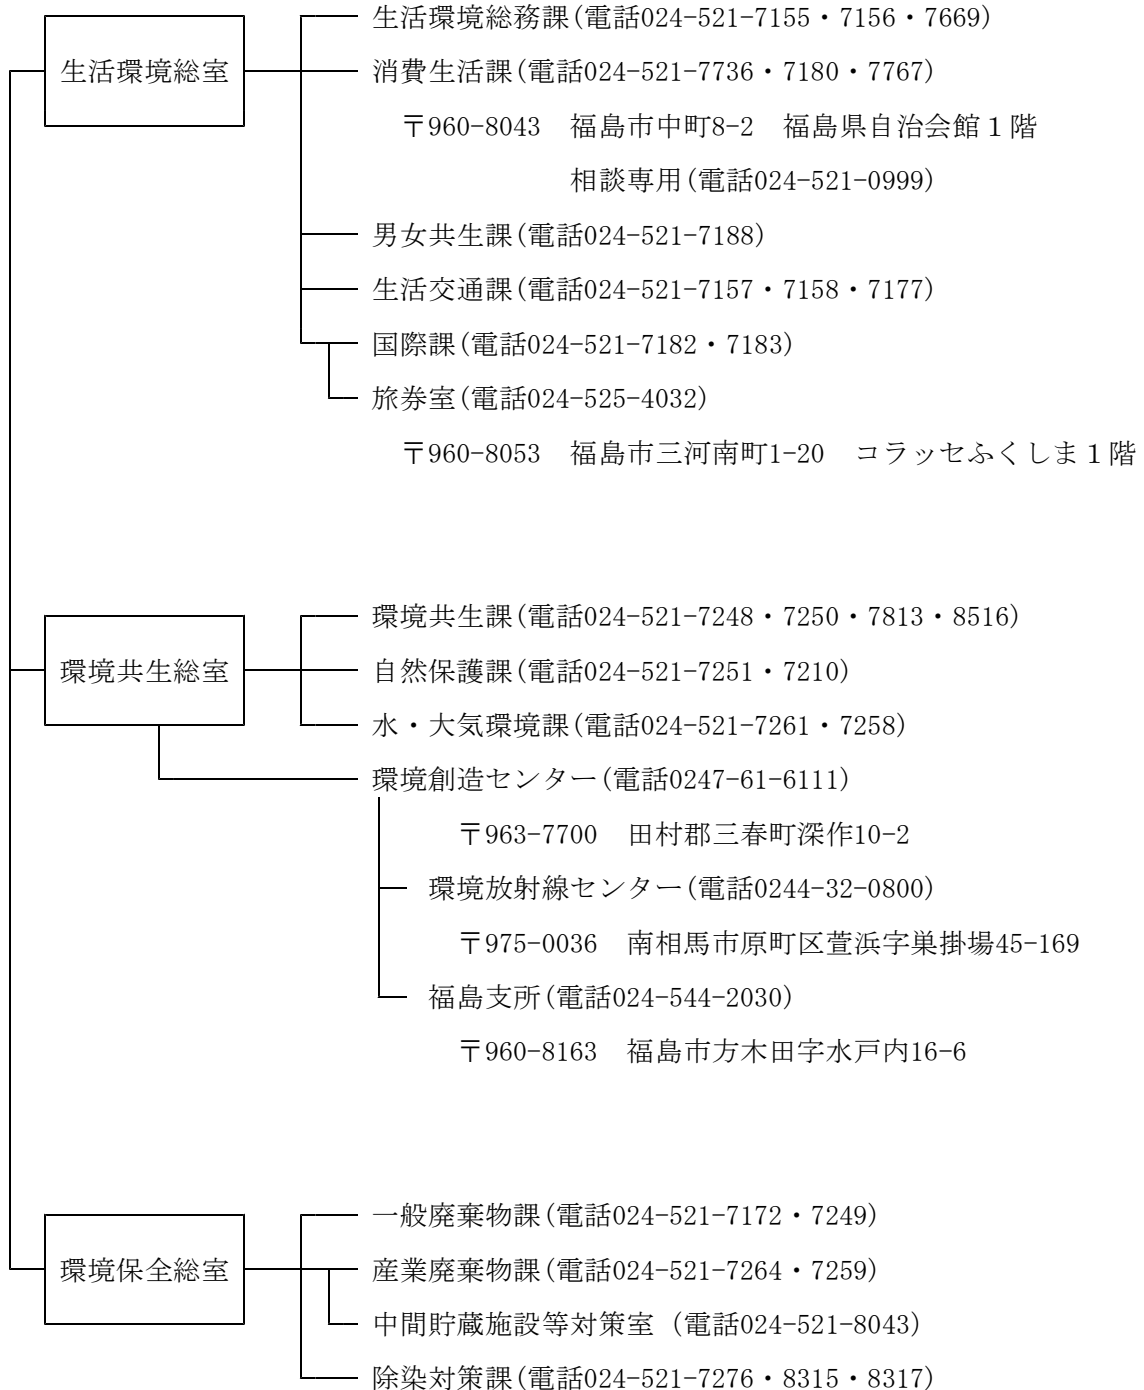 生活環境総室
生活環境総務課(電話024-521-7155・7156・7669)
消費生活課(電話024-521-7736・7180・7767)
〒960-8043　福島市中町8-2　福島県自治会館１階
相談専用(電話024-521-0999)
男女共生課(電話024-521-7188)
生活交通課(電話024-521-7157・7158・7177)
国際課(電話024-521-7182・7183)
旅券室(電話024-525-4032)
〒960-8053　福島市三河南町1-20　コラッセふくしま１階
環境共生総室
環境共生課(電話024-521-7248・7250・7813・8516)
自然保護課(電話024-521-7251・7210)
水・大気環境課(電話024-521-7261・7258)
環境創造センター(電話0247-61-6111)
〒963-7700　田村郡三春町深作10-2
環境放射線センター(電話0244-32-0800)
〒975-0036　南相馬市原町区萱浜字巣掛場45-169
福島支所(電話024-544-2030)
〒960-8163　福島市方木田字水戸内16-6
環境保全総室
一般廃棄物課(電話024-521-7172・7249)
産業廃棄物課(電話024-521-7264・7259)
中間貯蔵施設等対策室 (電話024-521-8043)
除染対策課(電話024-521-7276・8315・8317)